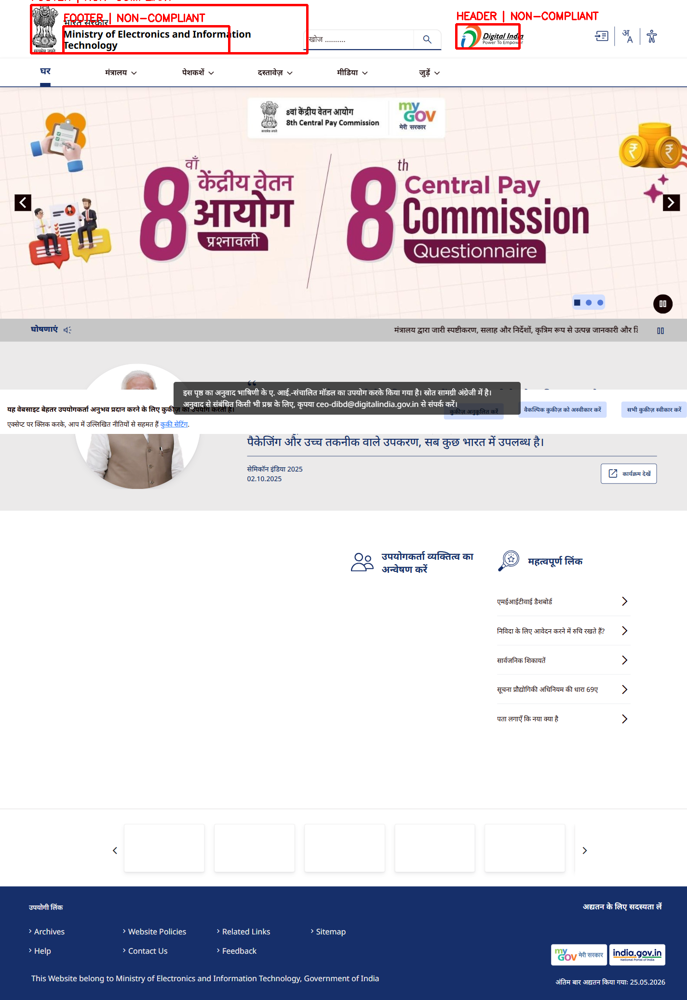 FOOTER | NON-COMPLIANT
भारत सरकार
Ministry of Electronics and Information
Technology
सत्यमेव जयते
खोज ..........
HEADER | NON-COMPLIANT
Digital India
Power To Empower
अ A
घर
मंत्रालय
पेशकशें
दस्तावेज़
मीडिया
जुड़ें
8वां केंद्रीय वेतन आयोग
8th Central Pay Commission
सत्यमेव जयते
my GOV
मेरी सरकार
8वाँ केंद्रीय वेतन
आयोग
प्रश्नावली
8th Central Pay
Commission
Questionnaire
घोषणाएं
मंत्रालय द्वारा जारी स्पष्टीकरण, सलाह और निर्देशों, कृत्रिम रूप से उत्पन्न जानकारी और
इस पृष्ठ का अनुवाद भाषिणी के ए. आई.-संचालित मॉडल का उपयोग करके किया गया है। स्रोत सामग्री अंग्रेजी में है।
अनुवाद से संबंधित किसी भी प्रश्न के लिए, कृपया ceo-dibd@digitalindia.gov.in से संपर्क करें।
यह वेबसाइट बेहतर उपयोगकर्ता अनुभव प्रदान करने के लिए कुकीज़ का उपयोग करती है।
एक्सेप्ट पर क्लिक करके, आप में उल्लिखित नीतियों से सहमत हैं कुकी सेटिंग.
कुकीज़ अनुकूलित करें
वैकल्पिक कुकीज़ को अस्वीकार करें
सभी कुकीज़ स्वीकार करें
पैकेजिंग और उच्च तकनीक वाले उपकरण, सब कुछ भारत में उपलब्ध है।
सेमिकॉन इंडिया 2025
02.10.2025
कार्यक्रम देखें
उपयोगकर्ता व्यक्तित्व का
अन्वेषण करें
महत्वपूर्ण लिंक
एमईआईटीवाई डैशबोर्ड
निविदा के लिए आवेदन करने में रुचि रखते हैं?
सार्वजनिक शिकायतें
सूचना प्रौद्योगिकी अधिनियम की धारा 69ए
पता लगाएँ कि नया क्या है
उपयोगी लिंक
अद्यतन के लिए सदस्यता लें
Archives
Website Policies
Related Links
Sitemap
Help
Contact Us
Feedback
my GOV मेरी सरकार
india.gov.in
National Portal of India
This Website belong to Ministry of Electronics and Information Technology, Government of India
अंतिम बार अद्यतन किया गया: 25.05.2026